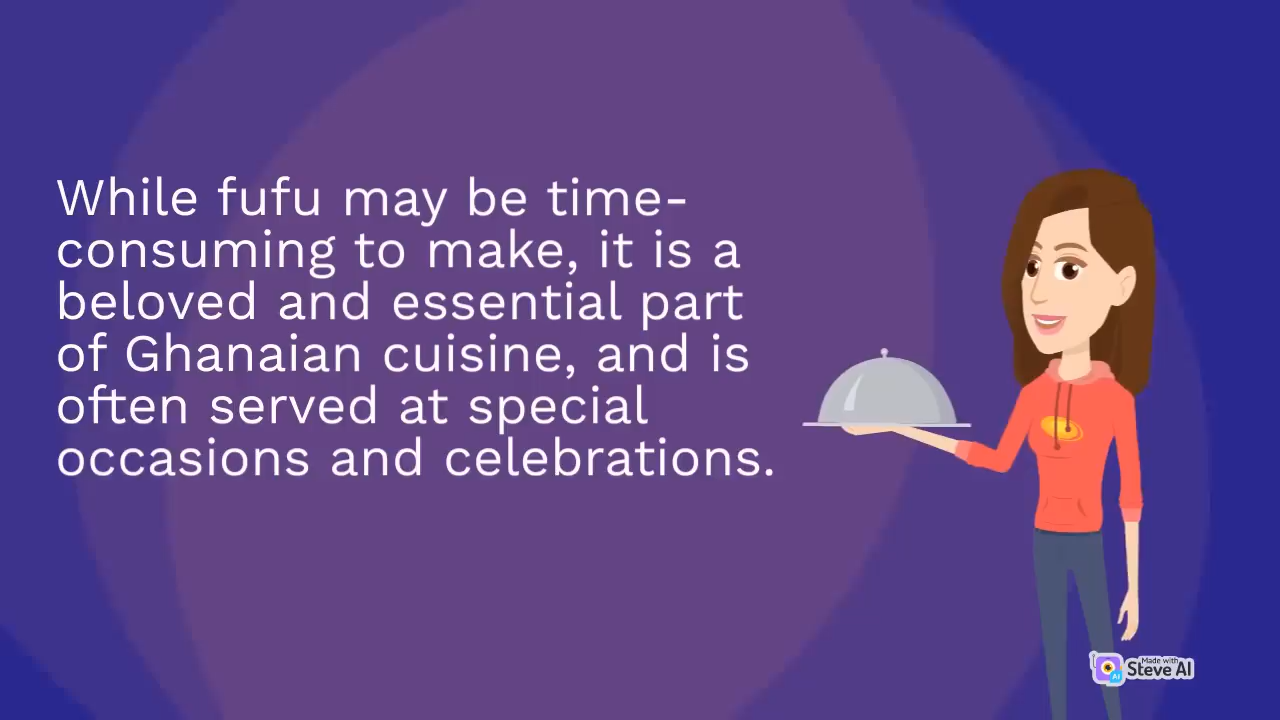 While fufu may be time-
consuming to make, it is a
beloved and essential part
of Ghanaian cuisine, and is
often served at special
occasions and celebrations.
Made with
Steve AI
AI